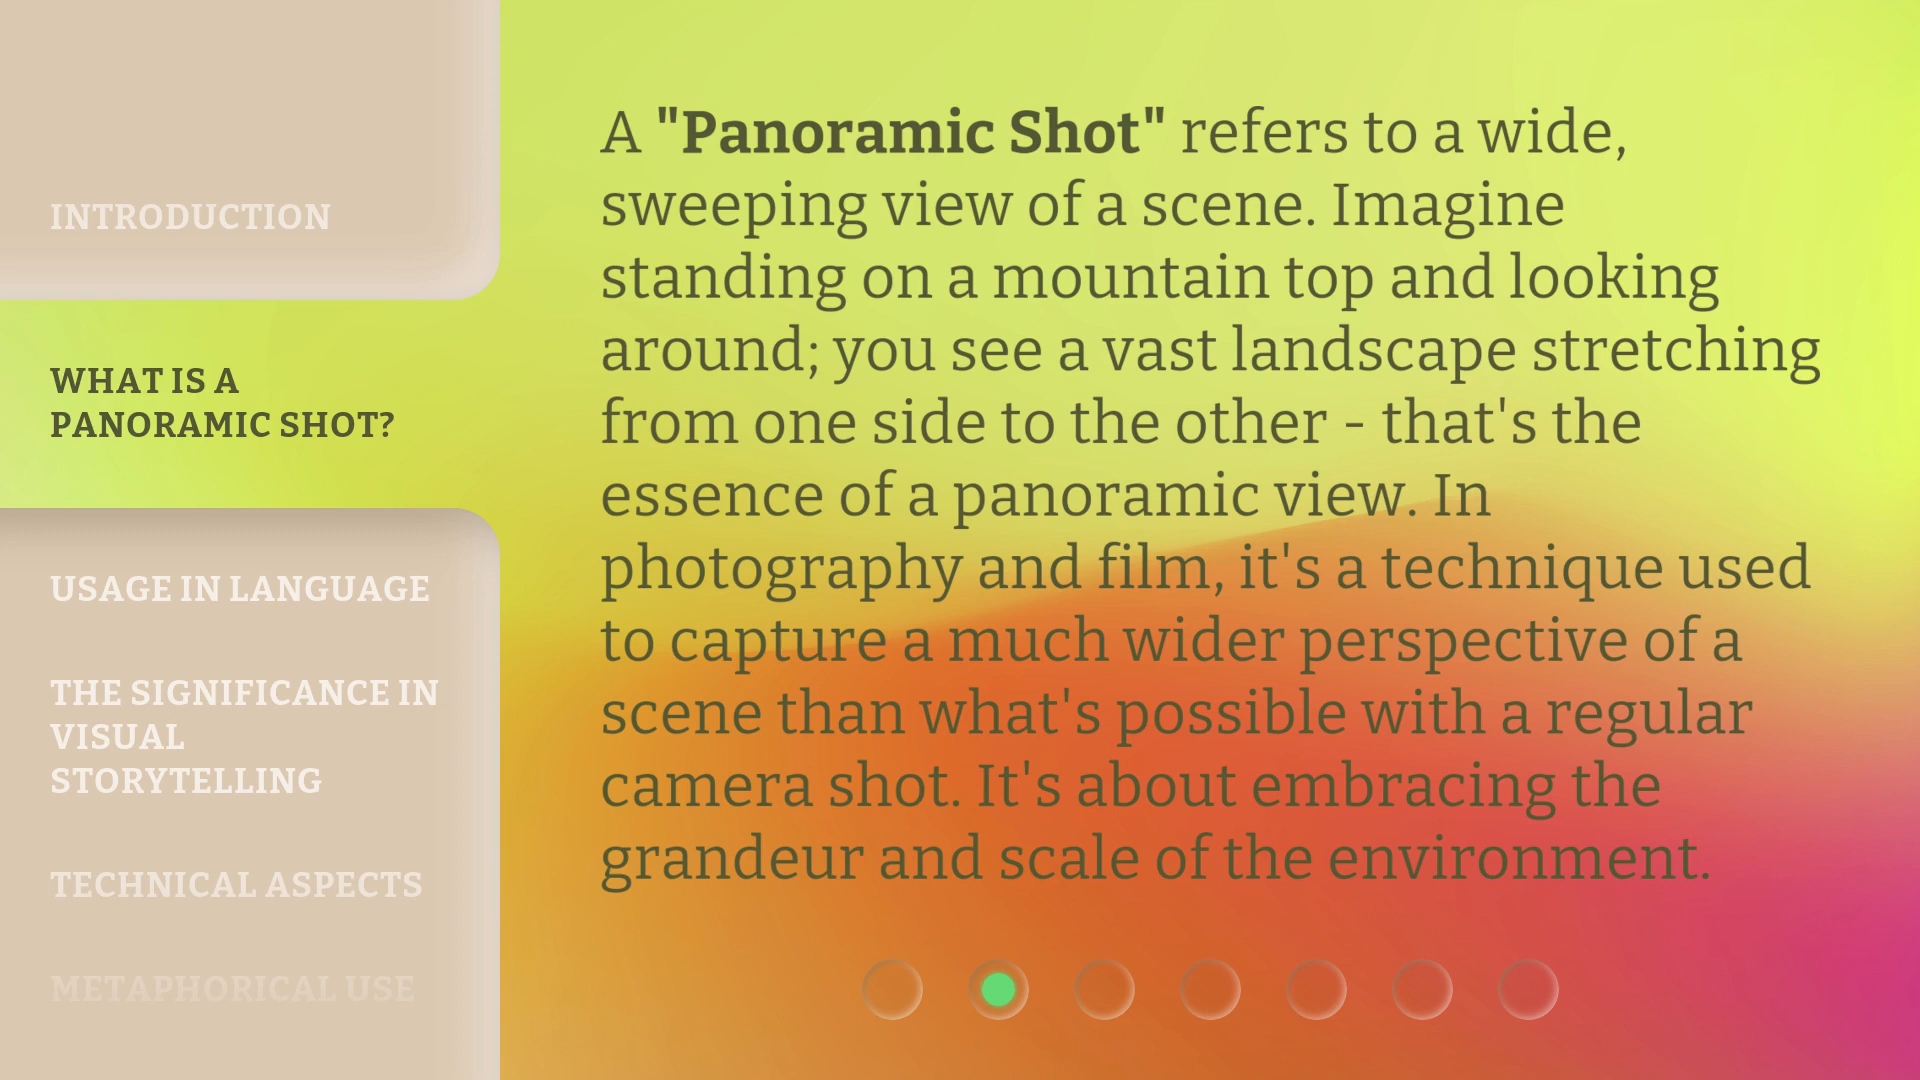 INTRODUCTION
WHAT IS A
PANORAMIC SHOT?
USAGE IN LANGUAGE
THE SIGNIFICANCE IN
VISUAL
STORYTELLING
TECHNICAL ASPECTS
METAPHORICAL USE
A "Panoramic Shot" refers to a wide,
sweeping view of a scene. Imagine
standing on a mountain top and looking
around; you see a vast landscape stretching
from one side to the other - that's the
essence of a panoramic view. In
photography and film, it's a technique used
to capture a much wider perspective of a
scene than what's possible with a regular
camera shot. It's about embracing the
grandeur and scale of the environment.